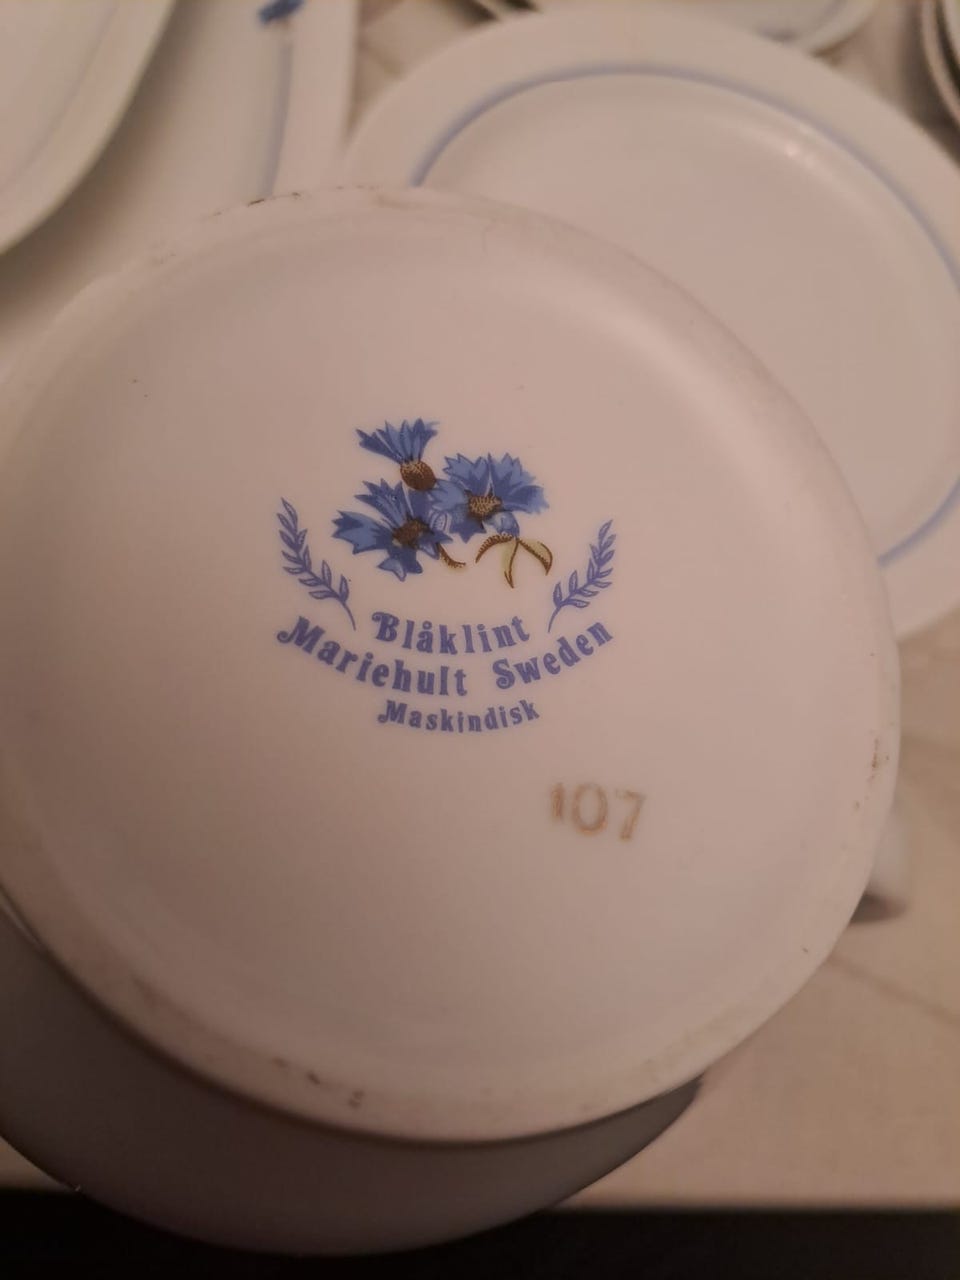 Blåklint
Mariehult Sweden
Maskindisk
107